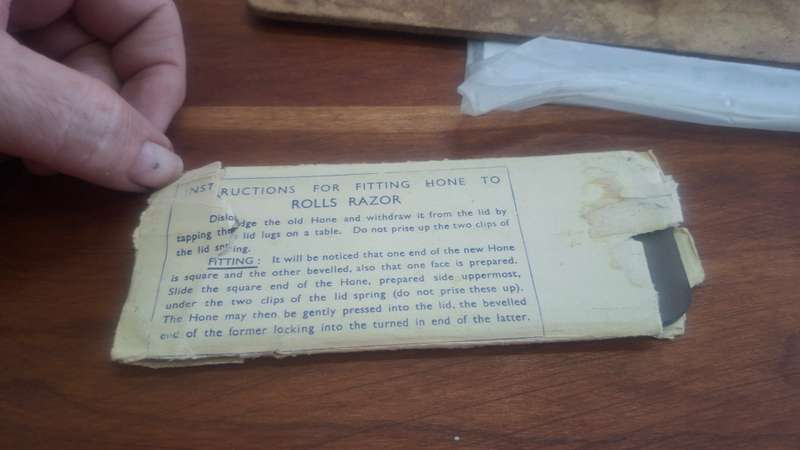 INSTRUCTIONS FOR FITTING HONE TO
ROLLS RAZOR
Dislodge the old Hone and withdraw it from the lid by
tapping the lid lugs on a table. Do not prise up the two clips of
the lid spring.
FITTING: It will be noticed that one end of the new Hone
is square and the other bevelled, also that one face is prepared.
Slide the square end of the Hone, prepared side uppermost,
under the two clips of the lid spring (do not prise these up).
The Hone may then be gently pressed into the lid, the bevelled
end of the former locking into the turned in end of the latter.